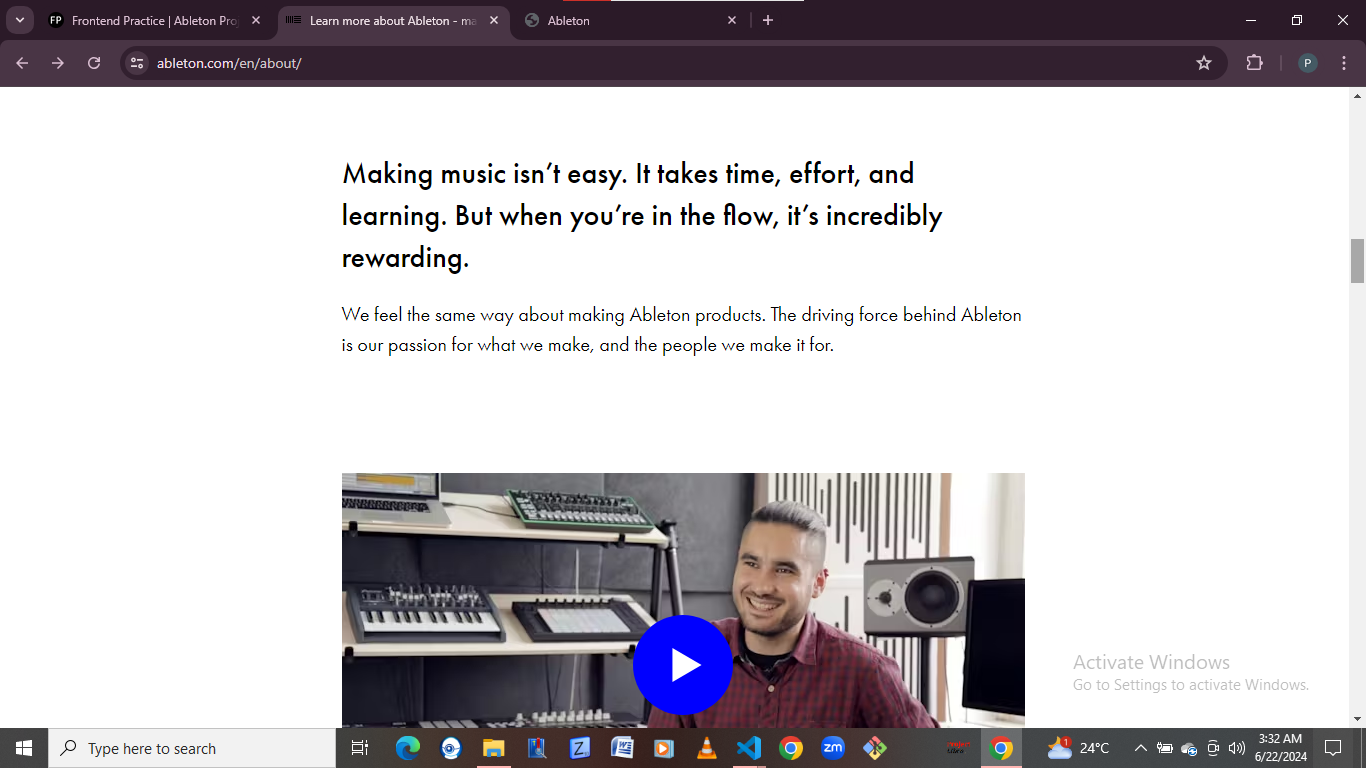 FP
Frontend Practice | Ableton Pro
Learn more about Ableton - ma
Ableton
ableton.com/en/about/
P
Making music isn’t easy. It takes time, effort, and
learning. But when you’re in the flow, it’s incredibly
rewarding.
We feel the same way about making Ableton products. The driving force behind Ableton
is our passion for what we make, and the people we make it for.
Activate Windows
Go to Settings to activate Windows.
Type here to search
zm
1
24°C
3:32 AM
6/22/2024